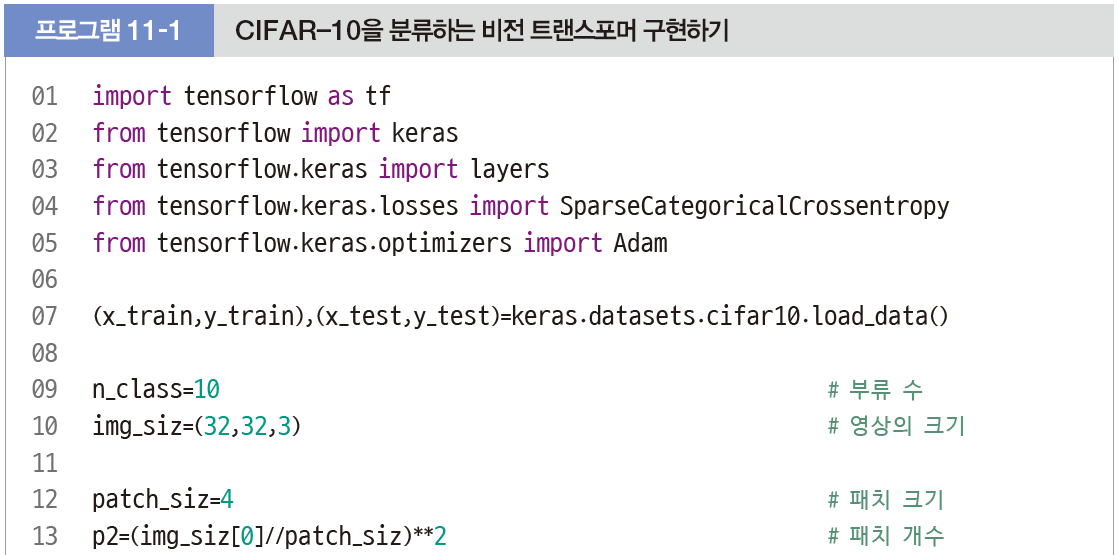 프로그램 11-1 CIFAR-10을 분류하는 비전 트랜스포머 구현하기
01 import tensorflow as tf
02 from tensorflow import keras
03 from tensorflow.keras import layers
04 from tensorflow.keras.losses import SparseCategoricalCrossentropy
05 from tensorflow.keras.optimizers import Adam
06
07 (x_train,y_train),(x_test,y_test)=keras.datasets.cifar10.load_data()
08
09 n_class=10 # 부류 수
10 img_siz=(32,32,3) # 영상의 크기
11
12 patch_siz=4 # 패치 크기
13 p2=(img_siz[0]//patch_siz)**2 # 패치 개수